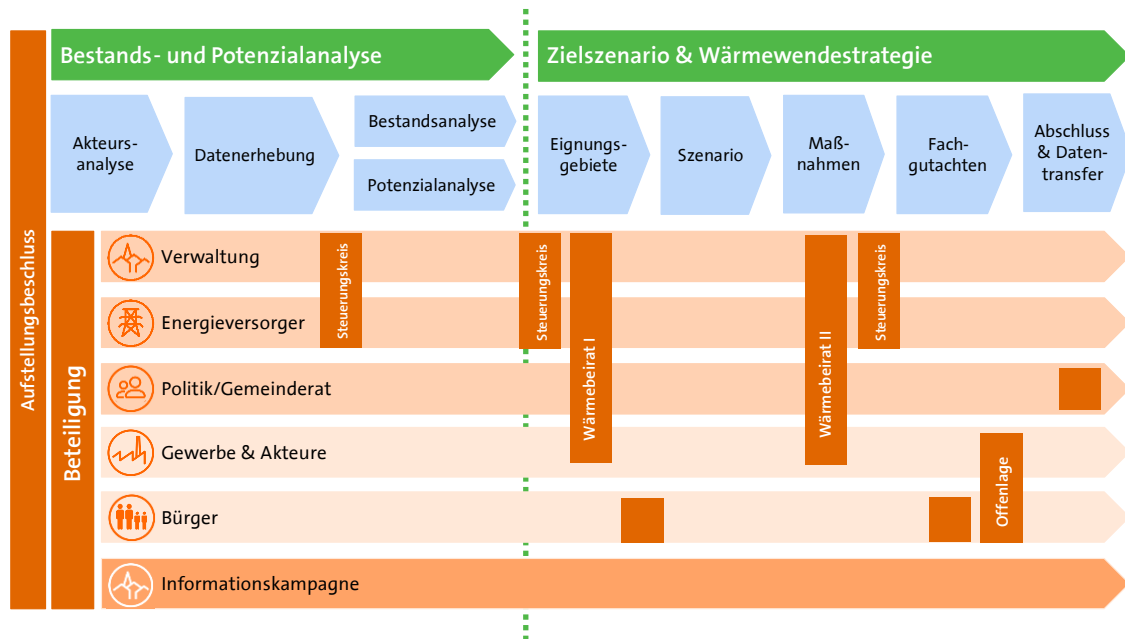 Bestands- und Potenzialanalyse
Zielszenario & Wärmewendestrategie
Aufstellungsbeschluss
Akteurs-
analyse
Datenerhebung
Bestandsanalyse
Potenzialanalyse
Eignungs-
gebiete
Szenario
Maß-
nahmen
Fach-
gutachten
Abschluss
& Daten-
transfer
Beteiligung
Verwaltung
Energieversorger
Politik/Gemeinderat
Gewerbe & Akteure
Bürger
Informationskampagne
Steuerungskreis
Steuerungskreis
Wärmebeirat I
Wärmebeirat II
Steuerungskreis
Offenlage